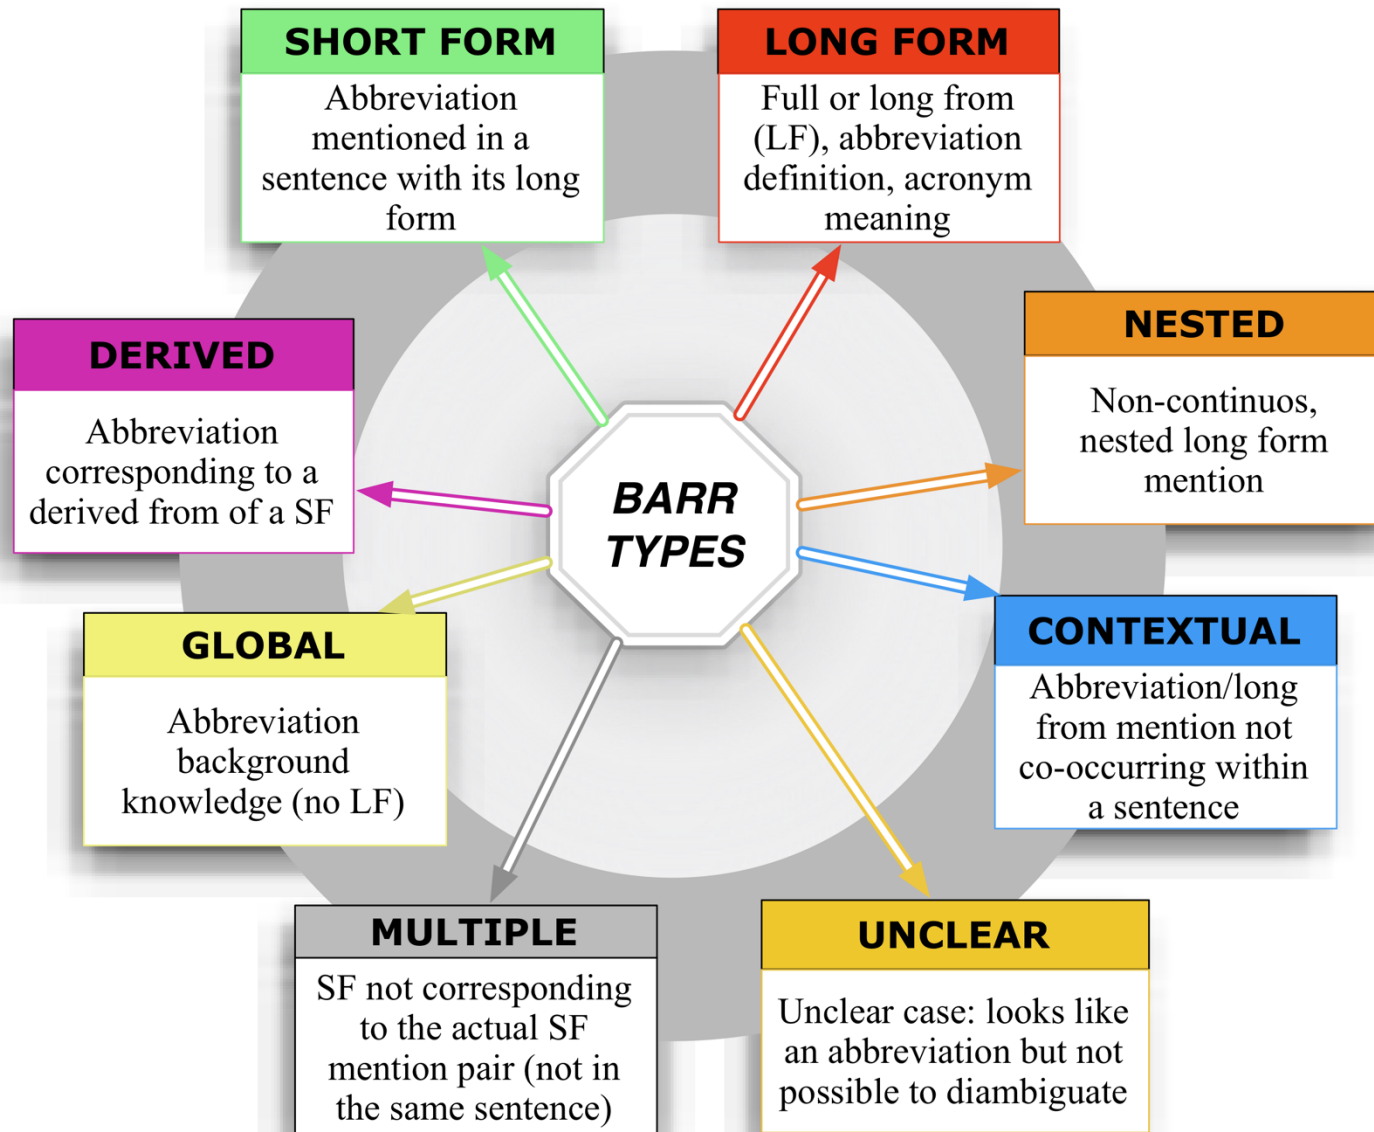 SHORT FORM
Abbreviation
mentioned in a
sentence with its long
form
LONG FORM
Full or long from
(LF), abbreviation
definition, acronym
meaning
DERIVED
Abbreviation
corresponding to a
derived from of a SF
NESTED
Non-continuos,
nested long form
mention
BARR
TYPES
GLOBAL
Abbreviation
background
knowledge (no LF)
CONTEXTUAL
Abbreviation/long
from mention not
co-occurring within
a sentence
MULTIPLE
SF not corresponding
to the actual SF
mention pair (not in
the same sentence)
UNCLEAR
Unclear case: looks like
an abbreviation but not
possible to diambiguate